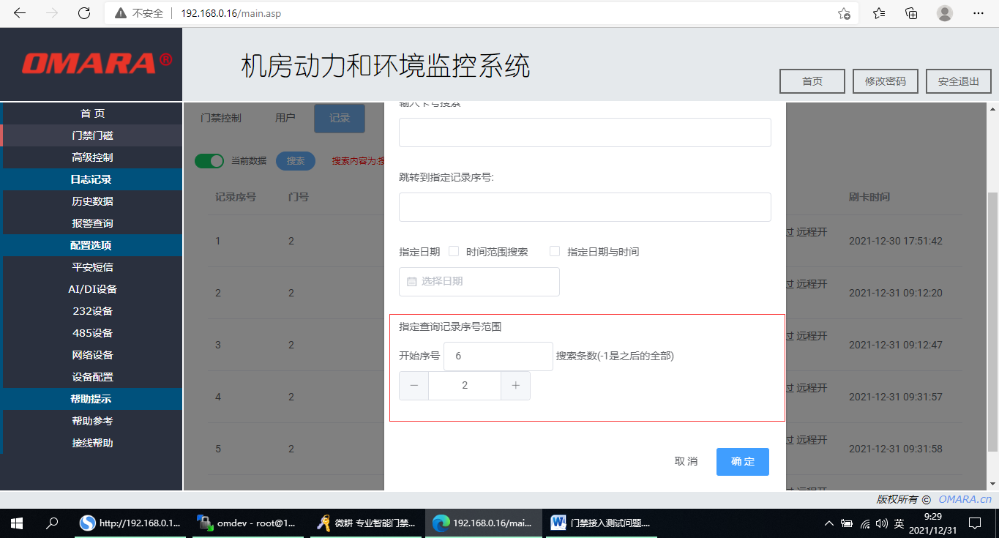 不安全 192.168.0.16/main.asp
OMARA®
机房动力和环境监控系统
首页 修改密码 安全退出
首 页
门禁门磁
高级控制
日志记录
历史数据
报警查询
配置选项
平安短信
AI/DI设备
232设备
485设备
网络设备
设备配置
帮助提示
帮助参考
接线帮助
门禁控制 用户 记录
当前数据 搜索 搜索内容为:搜
记录序号 门号 刷卡时间
1 2 过 远程开 2021-12-30 17:51:42
2 2 过 远程开 2021-12-31 09:12:20
3 2 过 远程开 2021-12-31 09:12:47
4 2 过 远程开 2021-12-31 09:31:57
5 2 过 远程开 2021-12-31 09:31:58
输入卡号搜索
跳转到指定记录序号:
指定日期 时间范围搜索 指定日期与时间
选择日期
指定查询记录序号范围
开始序号 6 搜索条数(-1是之后的全部)
− 2 +
取 消 确 定
版权所有 © OMARA.cn
http://192.168.0.1... omdev - root@1... 微耕 专业智能门禁... 192.168.0.16/mai... 门禁接入测试问题.... 英 9:29
2021/12/31